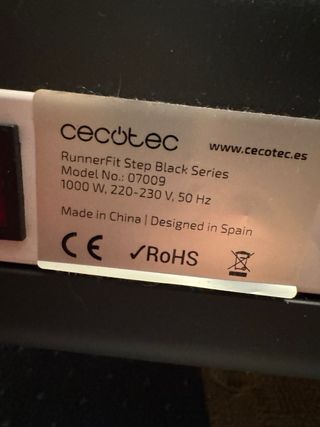 cecotec
www.cecotec.es
RunnerFit Step Black Series
Model No.: 07009
1000 W, 220-230 V, 50 Hz
Made in China | Designed in Spain
CE ✓RoHS